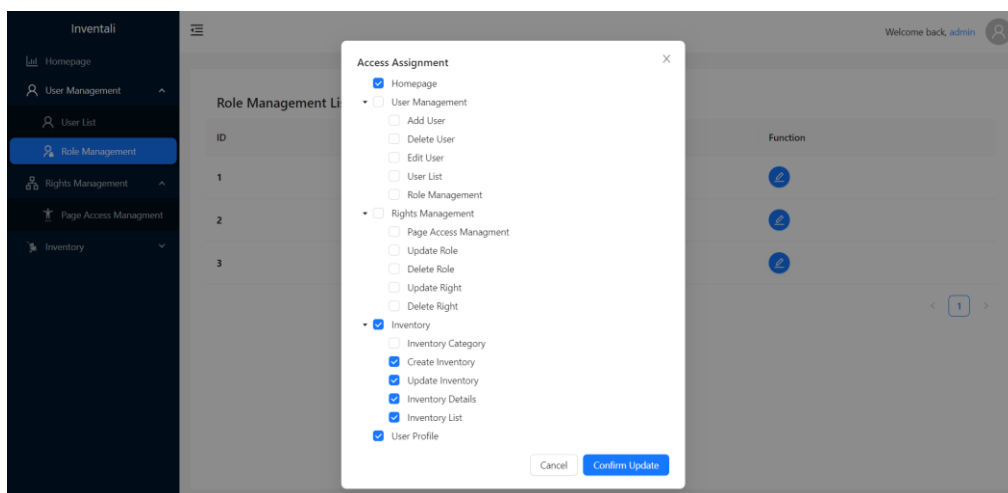 Inventali
Welcome back, admin
Homepage
User Management
User List
Role Management
Rights Management
Page Access Managment
Inventory
Role Management Li
ID
Function
1
2
3
1
Access Assignment
Homepage
User Management
Add User
Delete User
Edit User
User List
Role Management
Rights Management
Page Access Managment
Update Role
Delete Role
Update Right
Delete Right
Inventory
Inventory Category
Create Inventory
Update Inventory
Inventory Details
Inventory List
User Profile
Cancel
Confirm Update